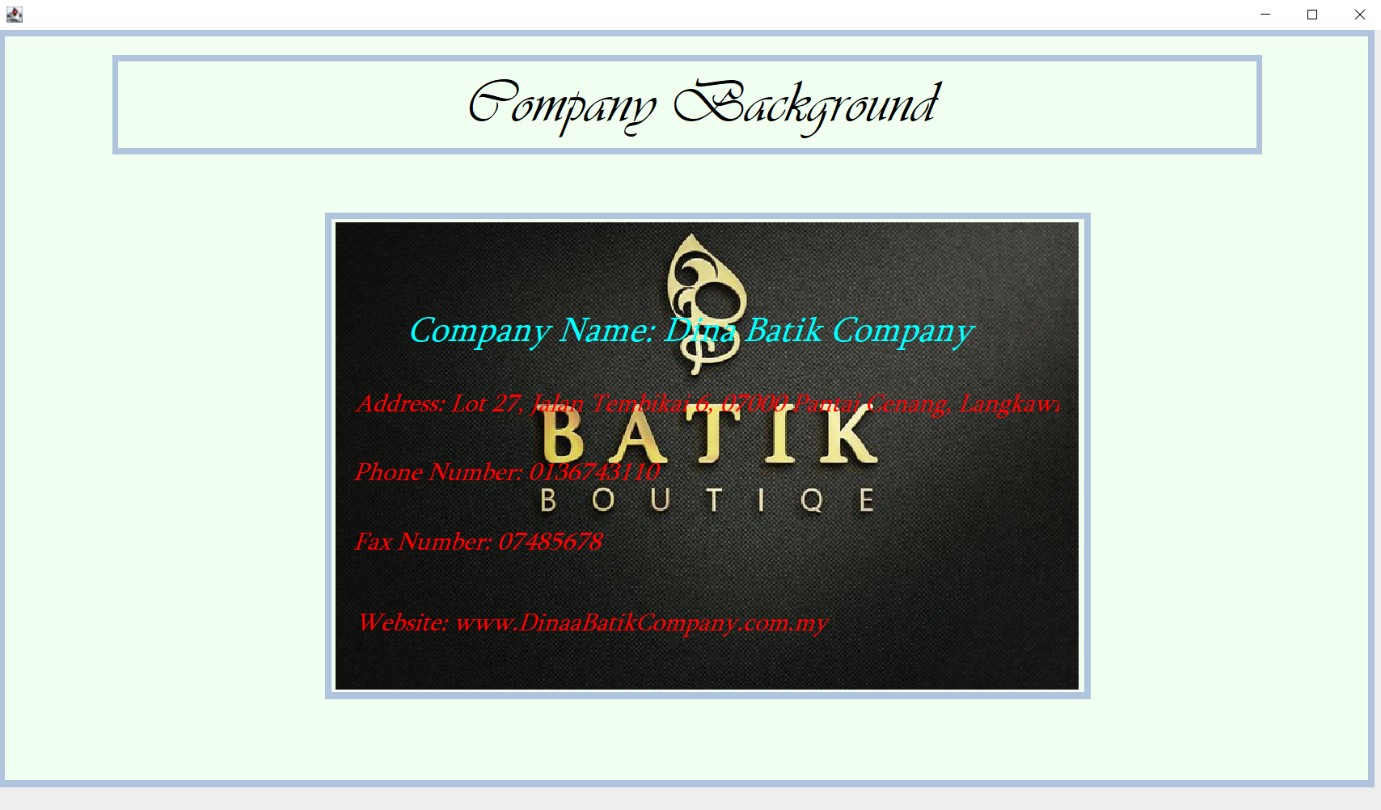 Company Background
Company Name: Dina Batik Company
Address: Lot 27, Jalan Tembikai 6, 07000 Pantai Cenang, Langkawi
BATIK
Phone Number: 0136743110
BOUTIQE
Fax Number: 07485678
Website: www.DinaaBatikCompany.com.my